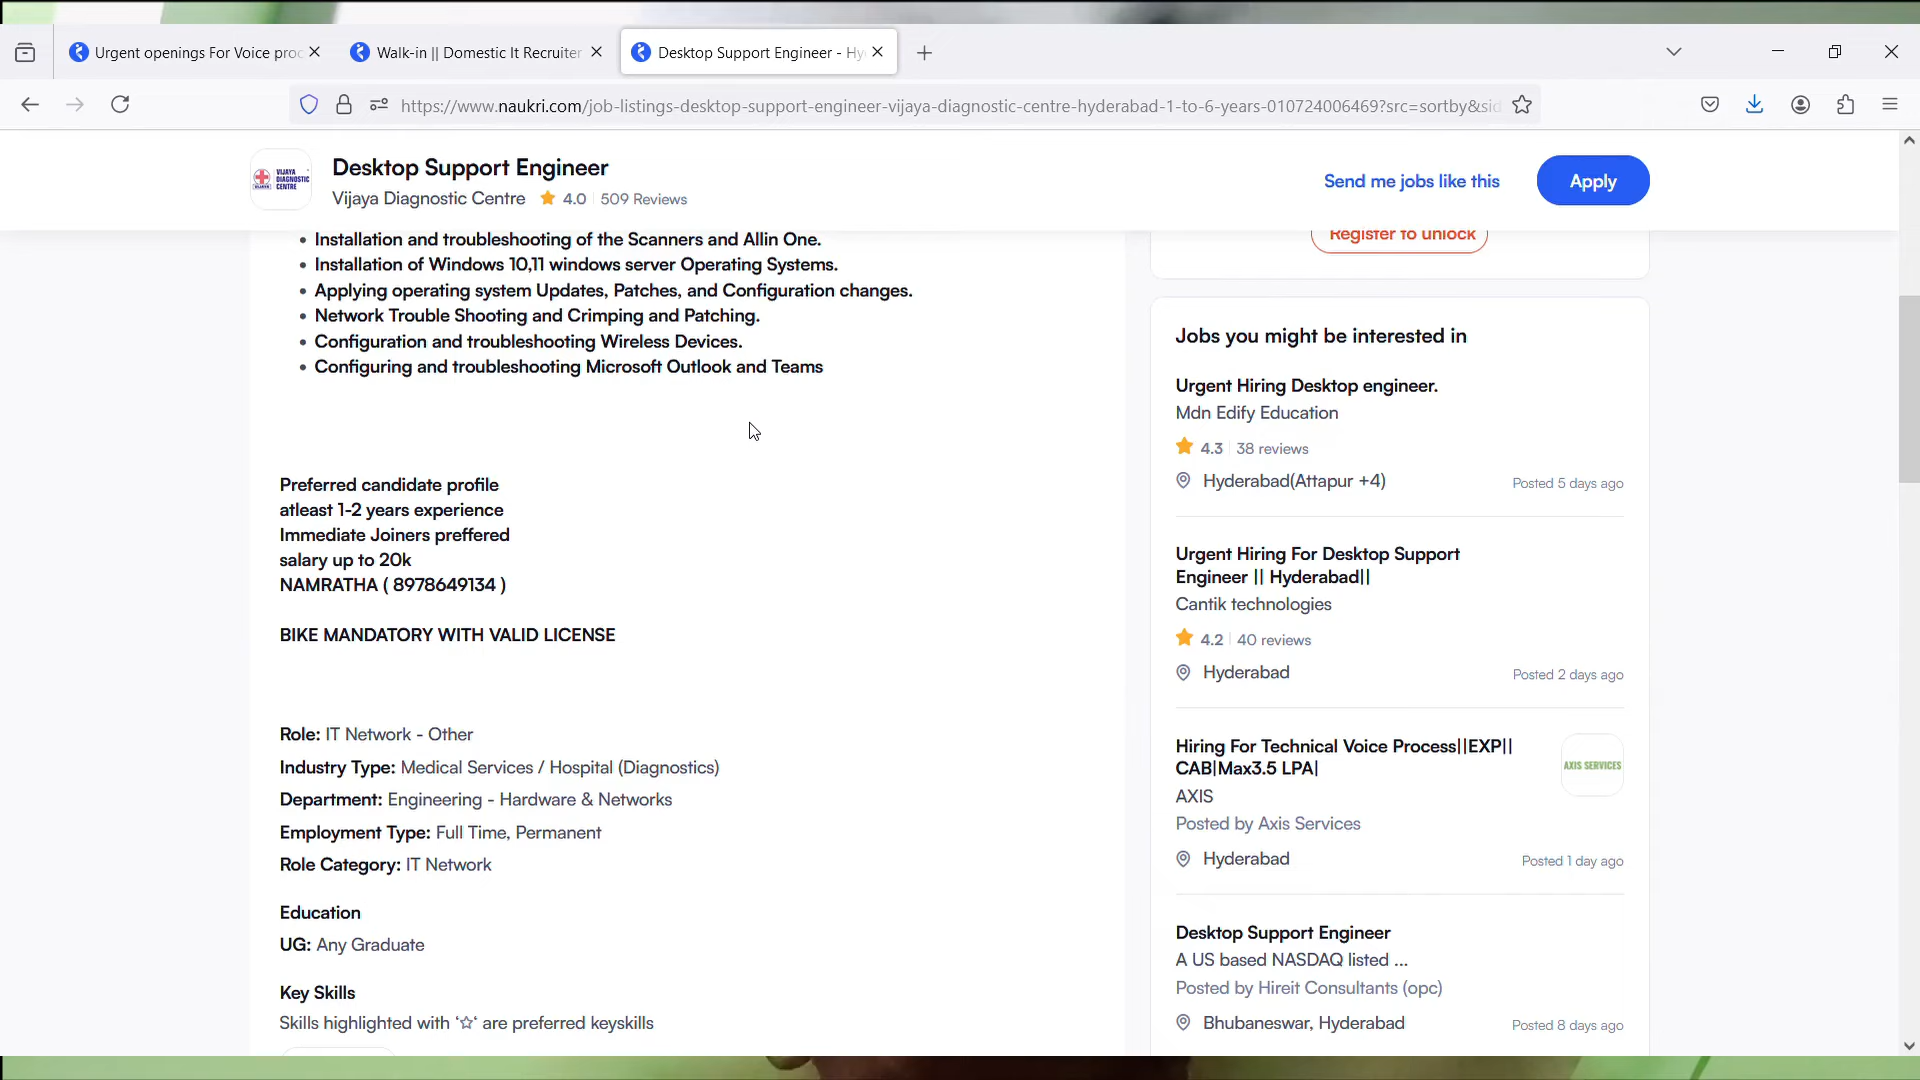 Urgent openings For Voice proc
Walk-in || Domestic It Recruiter
Desktop Support Engineer - Hy
https://www.naukri.com/job-listings-desktop-support-engineer-vijaya-diagnostic-centre-hyderabad-1-to-6-years-010724006469?src=sortby&sid
VIJAYA
DIAGNOSTIC
CENTRE
Desktop Support Engineer
Vijaya Diagnostic Centre 4.0 509 Reviews
Send me jobs like this
Apply
Installation and troubleshooting of the Scanners and Allin One.
Installation of Windows 10,11 windows server Operating Systems.
Applying operating system Updates, Patches, and Configuration changes.
Network Trouble Shooting and Crimping and Patching.
Configuration and troubleshooting Wireless Devices.
Configuring and troubleshooting Microsoft Outlook and Teams
Preferred candidate profile
atleast 1-2 years experience
Immediate Joiners preffered
salary up to 20k
NAMRATHA ( 8978649134 )
BIKE MANDATORY WITH VALID LICENSE
Role: IT Network - Other
Industry Type: Medical Services / Hospital (Diagnostics)
Department: Engineering - Hardware & Networks
Employment Type: Full Time, Permanent
Role Category: IT Network
Education
UG: Any Graduate
Key Skills
Skills highlighted with ‘☆‘ are preferred keyskills
Register to unlock
Jobs you might be interested in
Urgent Hiring Desktop engineer.
Mdn Edify Education
4.3 38 reviews
Hyderabad(Attapur +4)
Posted 5 days ago
Urgent Hiring For Desktop Support
Engineer || Hyderabad||
Cantik technologies
4.2 40 reviews
Hyderabad
Posted 2 days ago
Hiring For Technical Voice Process||EXP||
CAB|Max3.5 LPA|
AXIS SERVICES
AXIS
Posted by Axis Services
Hyderabad
Posted 1 day ago
Desktop Support Engineer
A US based NASDAQ listed ...
Posted by Hireit Consultants (opc)
Bhubaneswar, Hyderabad
Posted 8 days ago